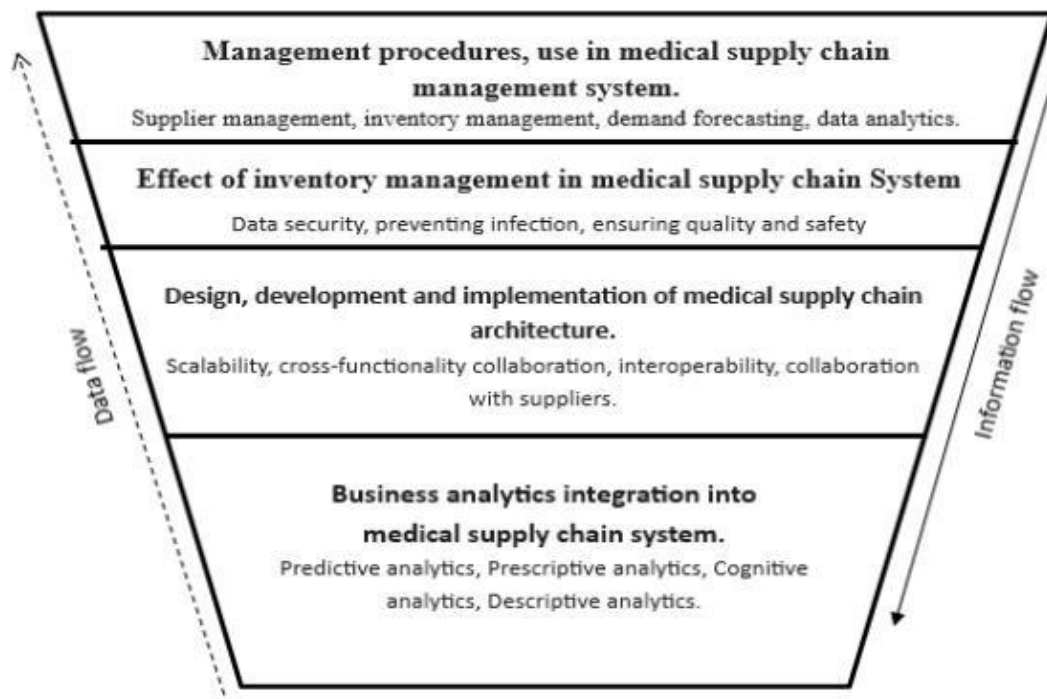 Management procedures, use in medical supply chain
management system.
Supplier management, inventory management, demand forecasting, data analytics.
Effect of inventory management in medical supply chain System
Data security, preventing infection, ensuring quality and safety
Design, development and implementation of medical supply chain
architecture.
Scalability, cross-functionality collaboration, interoperability, collaboration
with suppliers.
Business analytics integration into
medical supply chain system.
Predictive analytics, Prescriptive analytics, Cognitive
analytics, Descriptive analytics.
Data flow
Information flow